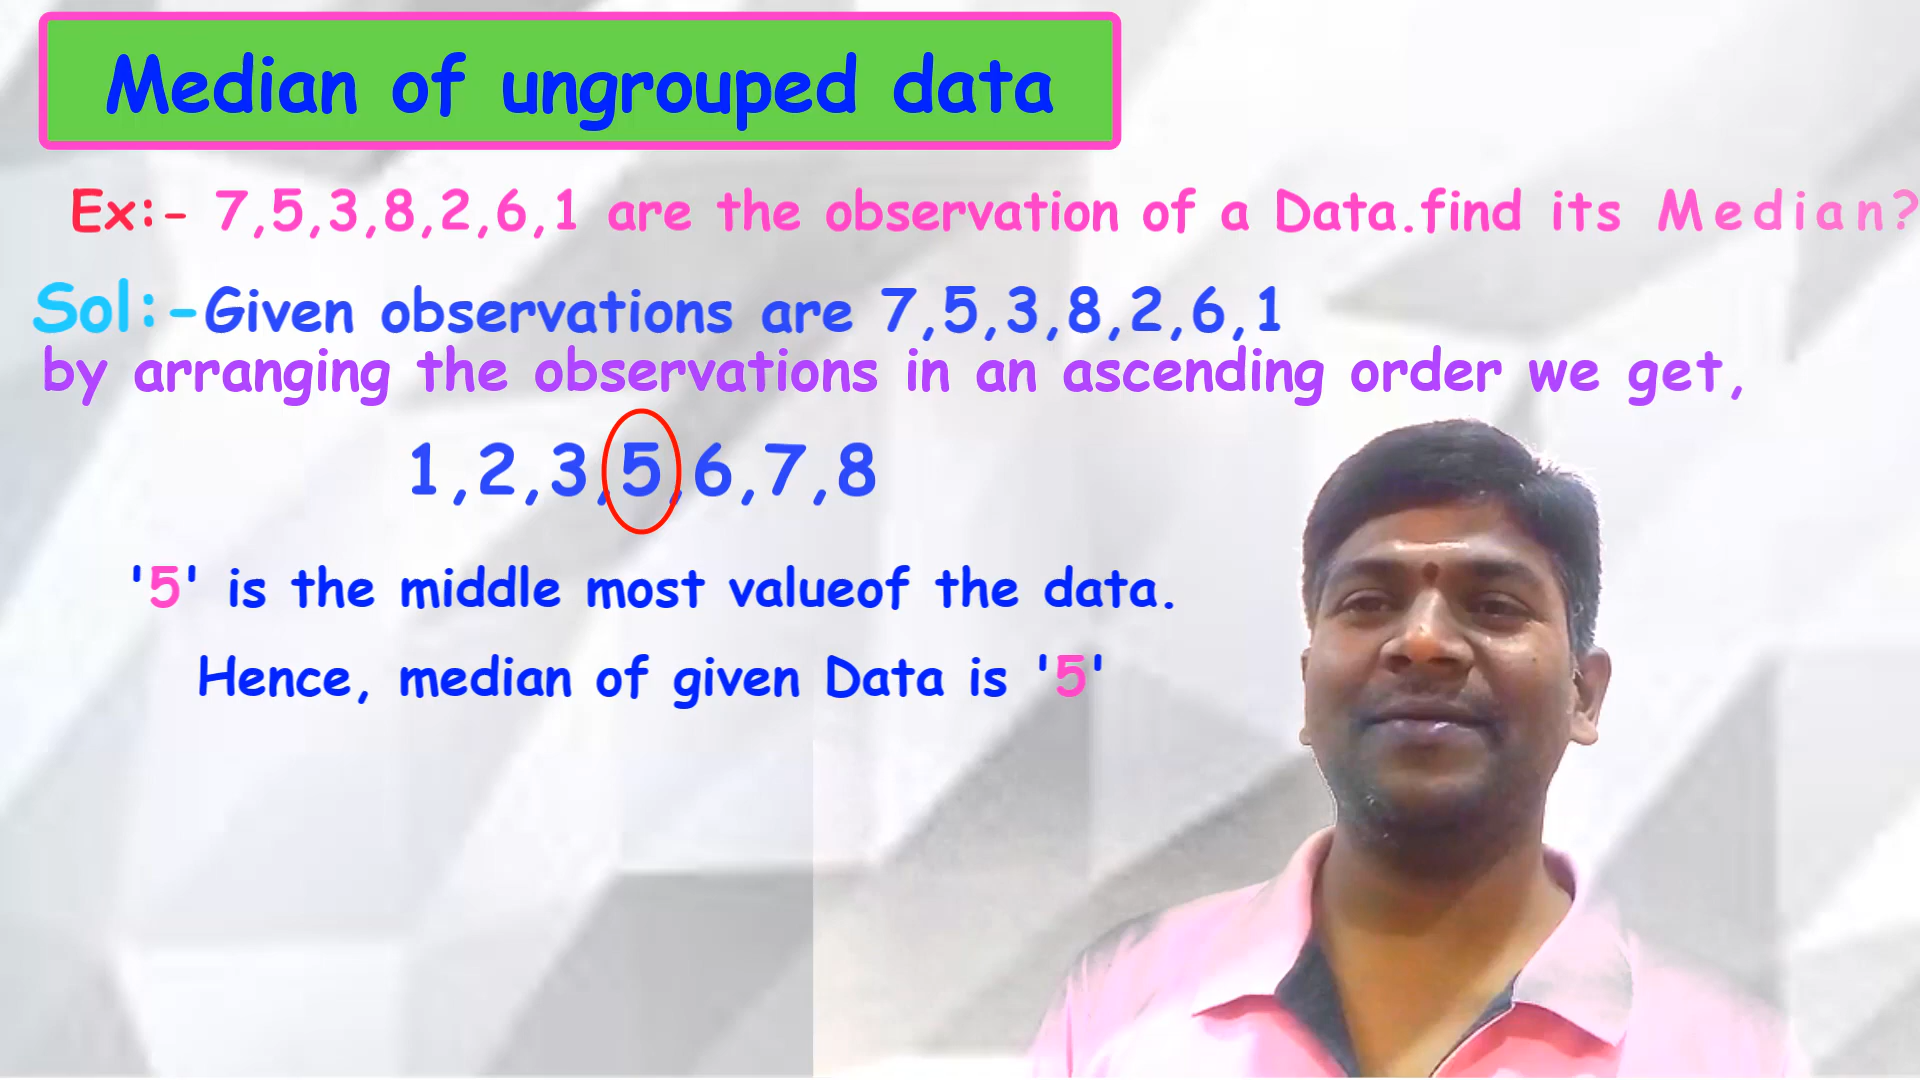 Median of ungrouped data
Ex:- 7,5,3,8,2,6,1 are the observation of a Data.find its Median?
Sol:-Given observations are 7,5,3,8,2,6,1
by arranging the observations in an ascending order we get,
1,2,3,5,6,7,8
'5' is the middle most valueof the data.
Hence, median of given Data is '5'